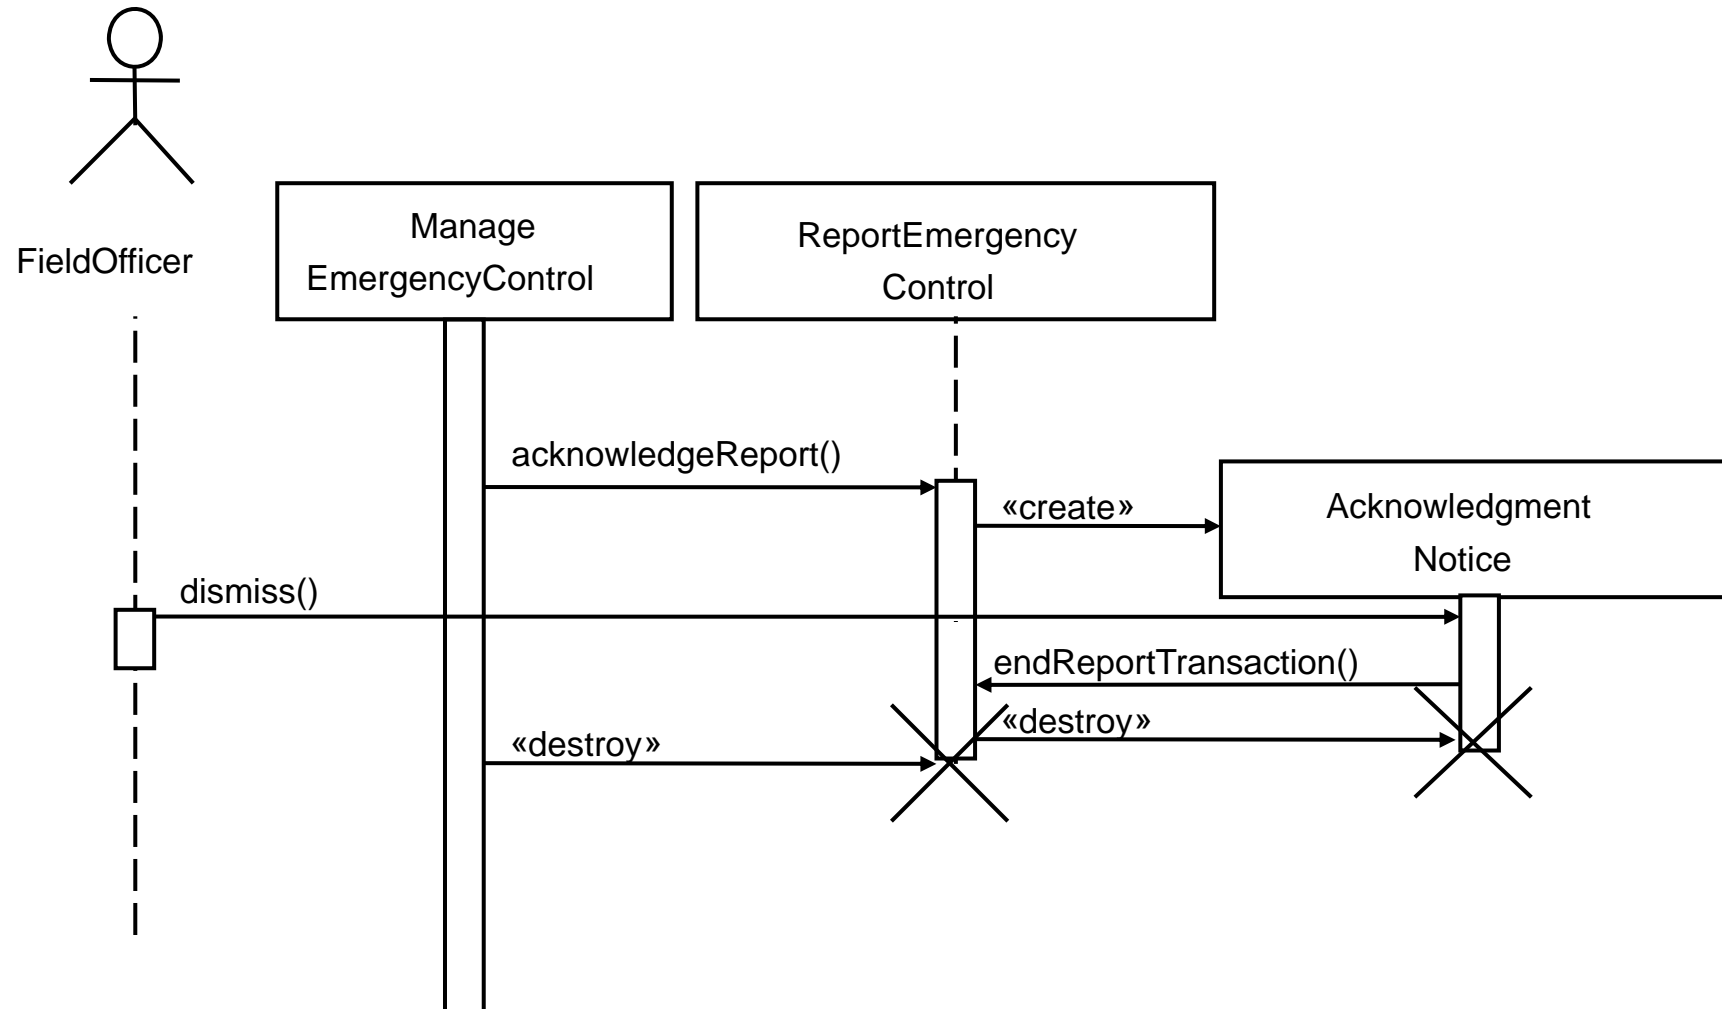 FieldOfficer
Manage
EmergencyControl
ReportEmergency
Control
acknowledgeReport()
«create»
Acknowledgment
Notice
dismiss()
endReportTransaction()
«destroy»
«destroy»